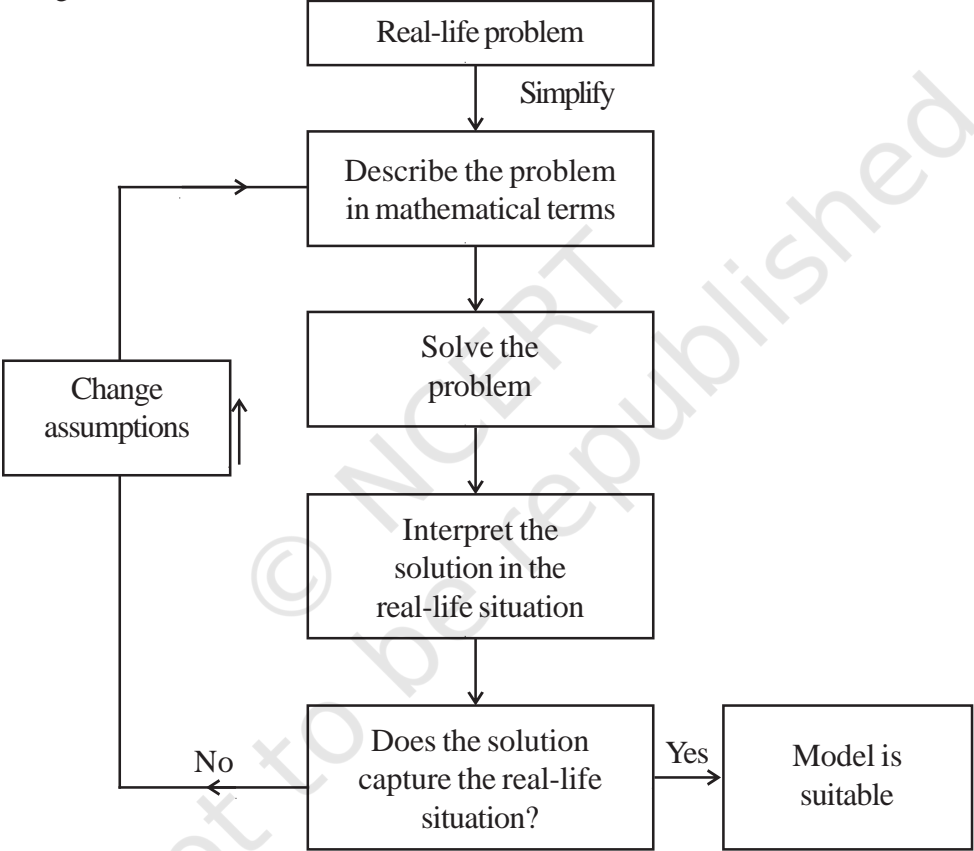 Real-life problem
Simplify
Describe the problem
in mathematical terms
Solve the
problem
Change
assumptions
Interpret the
solution in the
real-life situation
Does the solution
capture the real-life
situation?
No
Yes
Model is
suitable
© NCERT
not to be republished